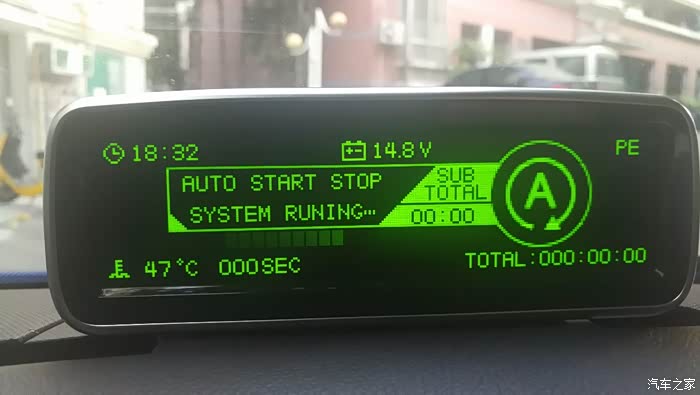 18:32
14.8 V
PE
AUTO START STOP
SUB
TOTAL
SYSTEM RUNING...
00:00
A
47°C
000SEC
TOTAL:000:00:00
汽车之家